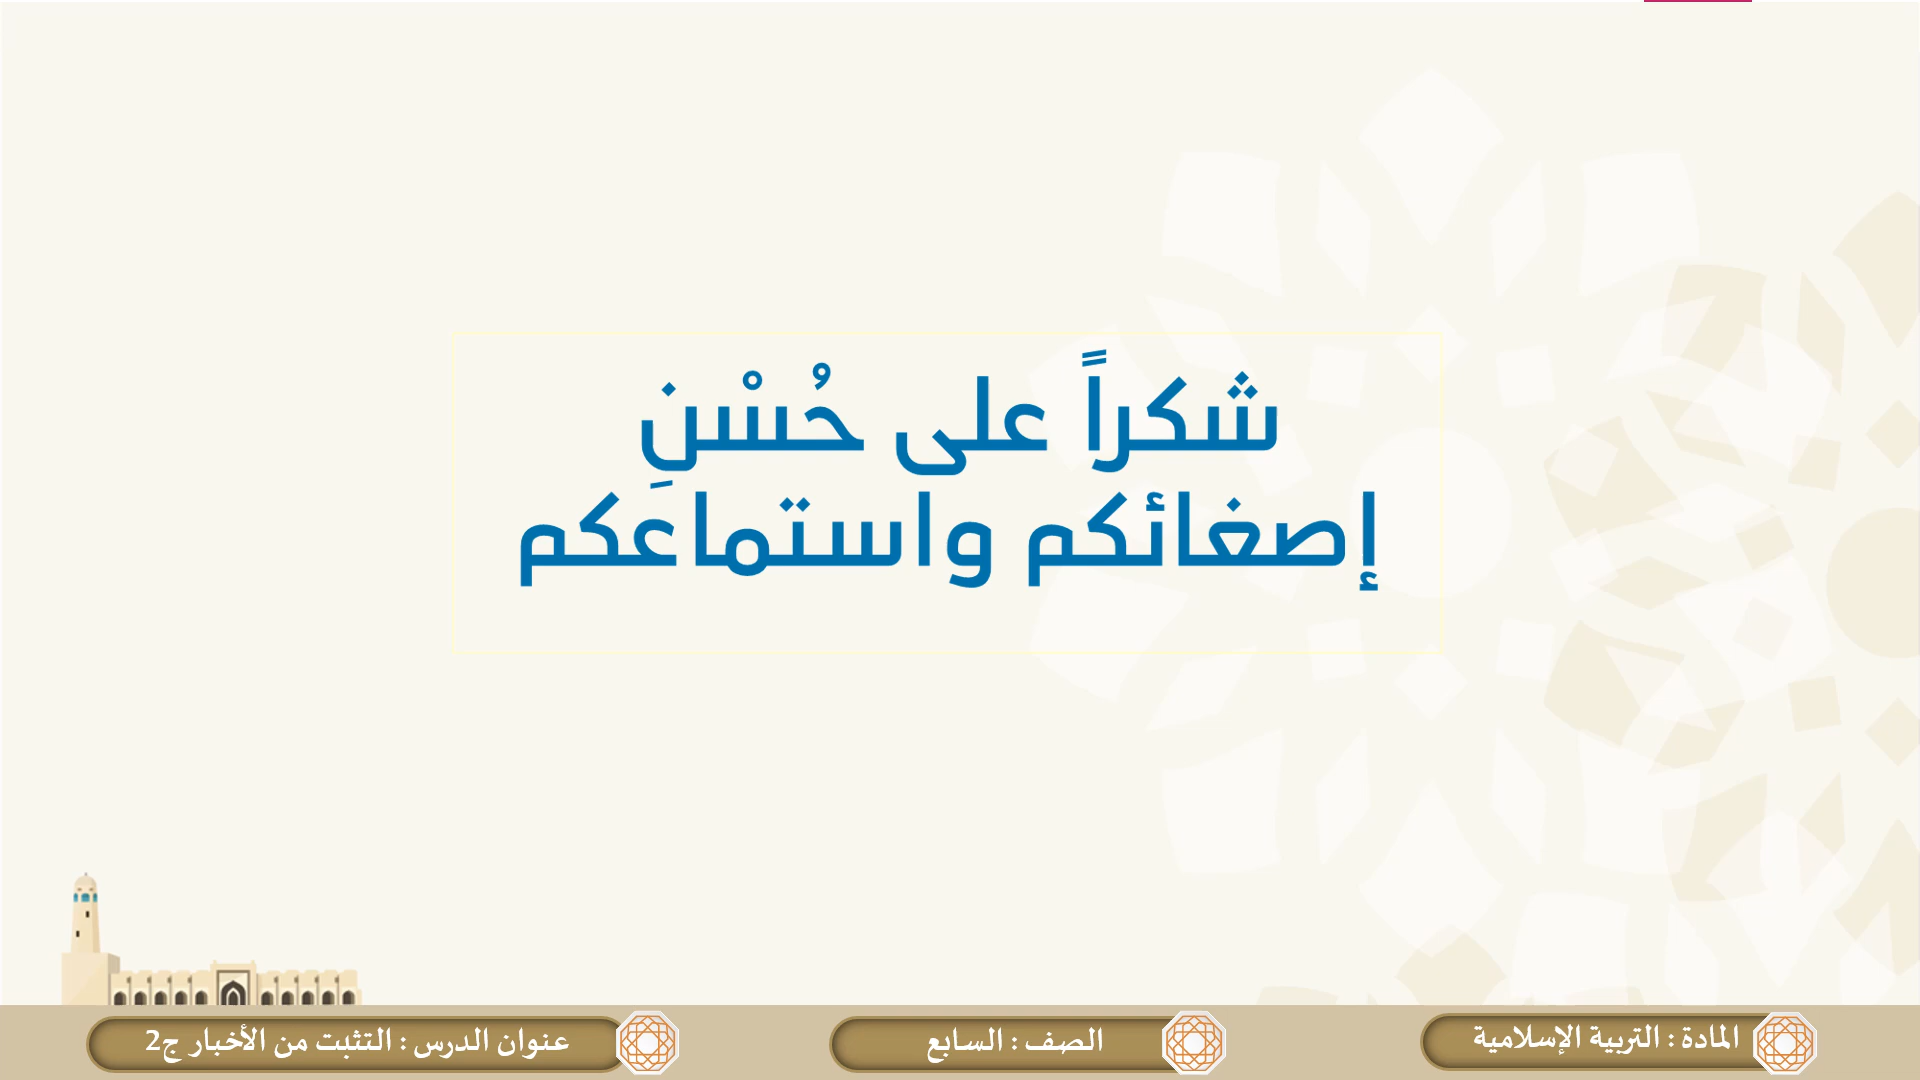 شكراً على حُسْنِ
إصغائكم واستماعكم
المادة : التربية الإسلامية
الصف : السابع
عنوان الدرس : التثبت من الأخبار ج2